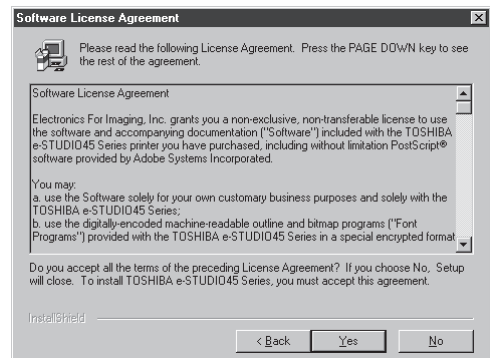 Software License Agreement
Please read the following License Agreement. Press the PAGE DOWN key to see
the rest of the agreement.
Software License Agreement
Electronics For Imaging, Inc. grants you a non-exclusive, non-transferable license to use
the software and accompanying documentation ("Software") included with the TOSHIBA
e-STUDIO45 Series printer you have purchased, including without limitation PostScript®
software provided by Adobe Systems Incorporated.
You may:
a. use the Software solely for your own customary business purposes and solely with the
TOSHIBA e-STUDIO45 Series;
b. use the digitally-encoded machine-readable outline and bitmap programs ("Font
Programs") provided with the TOSHIBA e-STUDIO45 Series in a special encrypted format
Do you accept all the terms of the preceding License Agreement? If you choose No, Setup
will close. To install TOSHIBA e-STUDIO45 Series, you must accept this agreement.
InstallShield
< Back
Yes
No